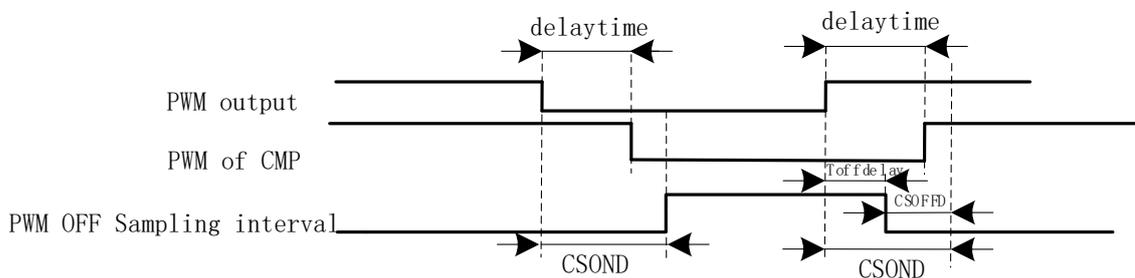 delaytime
delaytime
PWM output
PWM of CMP
Toffdelay
CSOFFD
PWM OFF Sampling interval
CSOND
CSOND